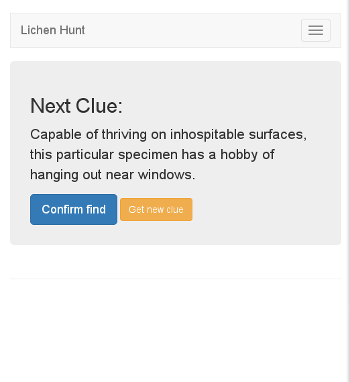 Lichen Hunt
Next Clue:
Capable of thriving on inhospitable surfaces,
this particular specimen has a hobby of
hanging out near windows.
Confirm find
Get new clue